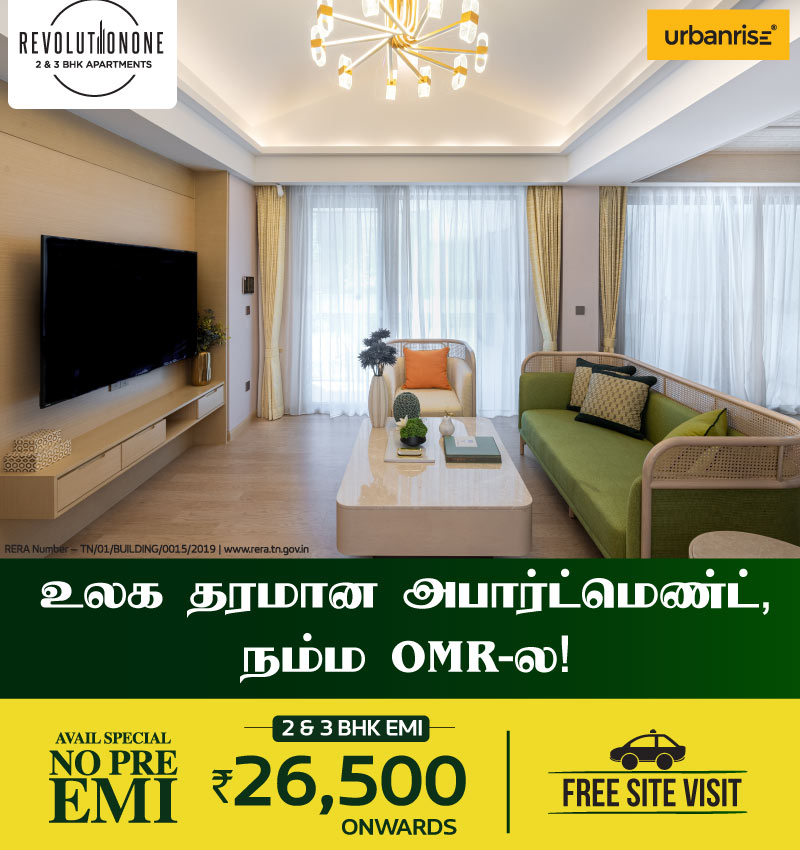 REVOLUTIONONE
2 & 3 BHK APARTMENTS
urbanrise®
RERA Number – TN/01/BUILDING/0015/2019 | www.rera.tn.gov.in
உலக தரமான அபார்ட்மெண்ட்,
நம்ம OMR-ல!
AVAIL SPECIAL
NO PRE
EMI
2 & 3 BHK EMI
₹26,500
ONWARDS
FREE SITE VISIT